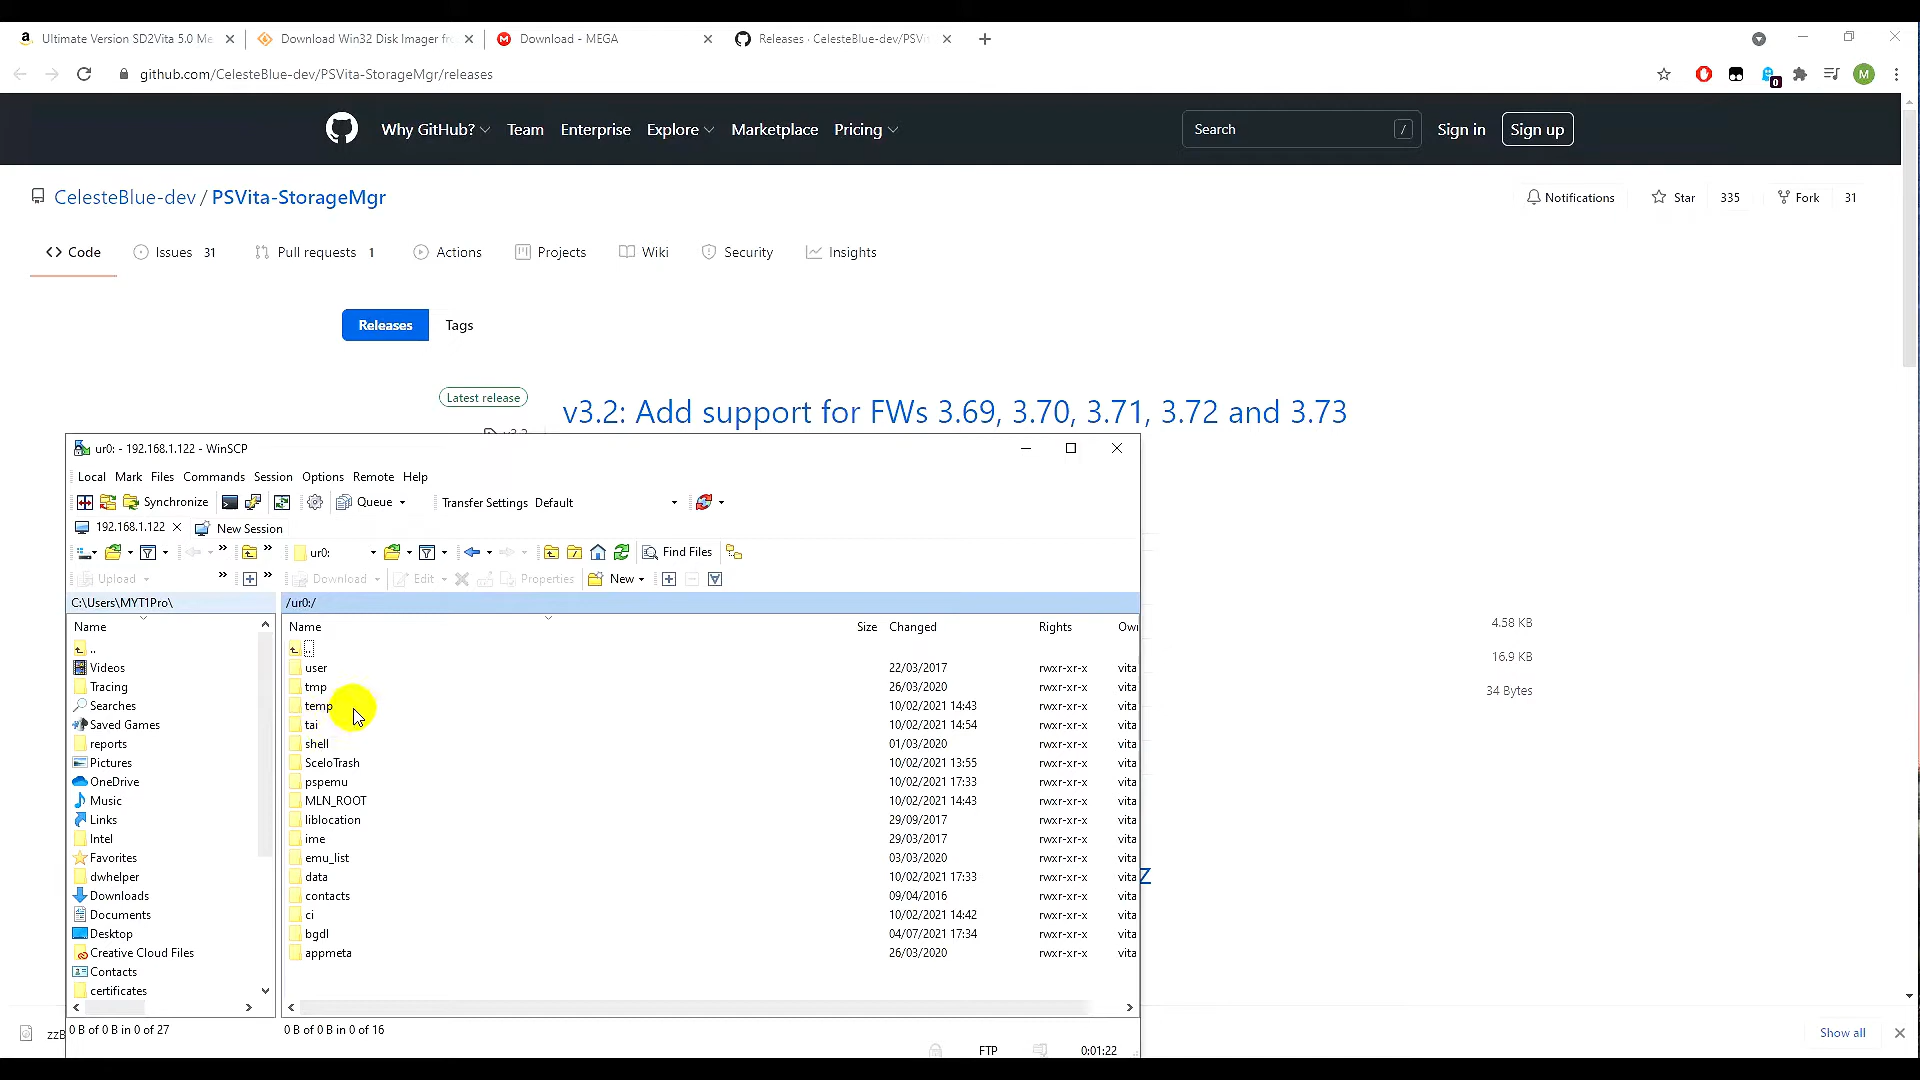 Ultimate Version SD2Vita 5.0 Me
Download Win32 Disk Imager fr
Download - MEGA
Releases · CelesteBlue-dev/PSVi
github.com/CelesteBlue-dev/PSVita-StorageMgr/releases
0
M
Why GitHub? Team Enterprise Explore Marketplace Pricing
Search /
Sign in Sign up
CelesteBlue-dev / PSVita-StorageMgr
Notifications Star 335 Fork 31
Code Issues 31 Pull requests 1 Actions Projects Wiki Security Insights
Releases Tags
Latest release
v3.2: Add support for FWs 3.69, 3.70, 3.71, 3.72 and 3.73
4.58 KB
16.9 KB
34 Bytes
z
ur0: - 192.168.1.122 - WinSCP
Local Mark Files Commands Session Options Remote Help
Synchronize Queue Transfer Settings Default
192.168.1.122 New Session
ur0: Find Files
Upload Download Edit Properties New
C:\Users\MYT1Pro\ /ur0:/
Name
..
Videos
Tracing
Searches
Saved Games
reports
Pictures
OneDrive
Music
Links
Intel
Favorites
dwhelper
Downloads
Documents
Desktop
Creative Cloud Files
Contacts
certificates
Name Size Changed Rights Own
..
user 22/03/2017 rwxr-xr-x vita
tmp 26/03/2020 rwxr-xr-x vita
temp 10/02/2021 14:43 rwxr-xr-x vita
tai 10/02/2021 14:54 rwxr-xr-x vita
shell 01/03/2020 rwxr-xr-x vita
SceIoTrash 10/02/2021 13:55 rwxr-xr-x vita
pspemu 10/02/2021 17:33 rwxr-xr-x vita
MLN_ROOT 10/02/2021 14:43 rwxr-xr-x vita
liblocation 29/09/2017 rwxr-xr-x vita
ime 29/03/2017 rwxr-xr-x vita
emu_list 03/03/2020 rwxr-xr-x vita
data 10/02/2021 17:33 rwxr-xr-x vita
contacts 09/04/2016 rwxr-xr-x vita
ci 10/02/2021 14:42 rwxr-xr-x vita
bgdl 04/07/2021 17:34 rwxr-xr-x vita
appmeta 26/03/2020 rwxr-xr-x vita
0 B of 0 B in 0 of 27
0 B of 0 B in 0 of 16
FTP 0:01:22
zzB
Show all